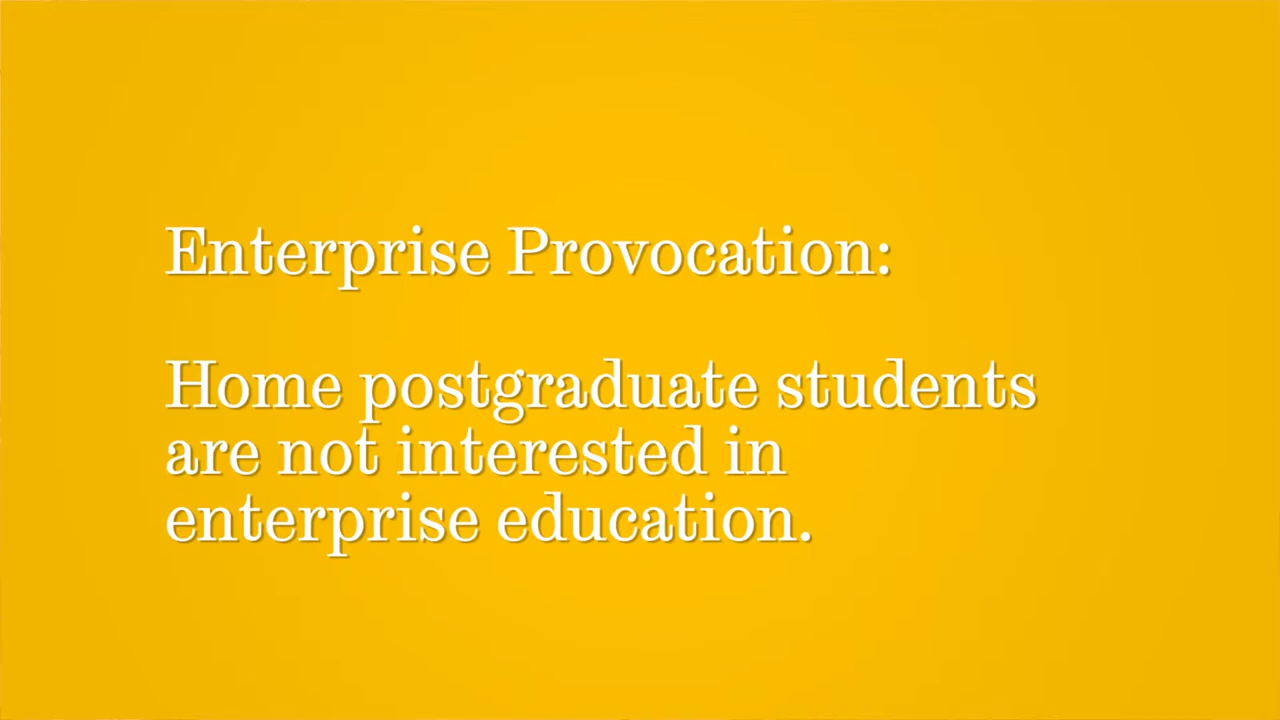 Enterprise Provocation:
Home postgraduate students
are not interested in
enterprise education.